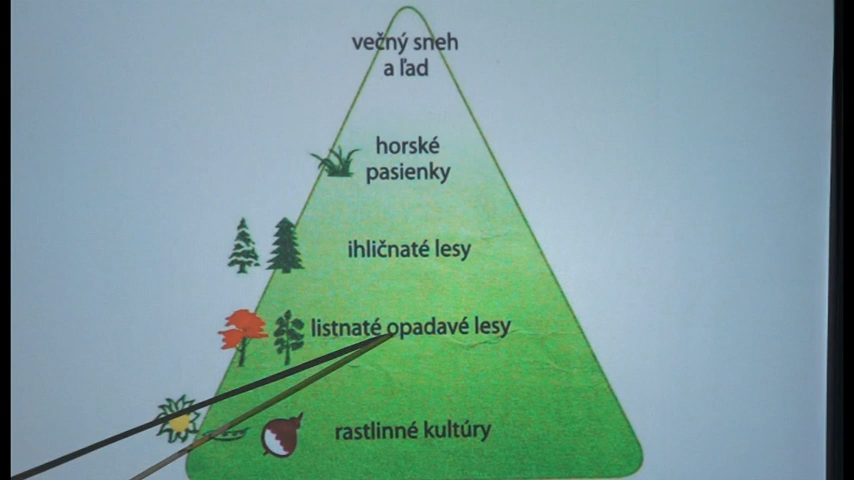 večný sneh
a ľad
horské
pasienky
ihličnaté lesy
listnaté opadavé lesy
rastlinné kultúry